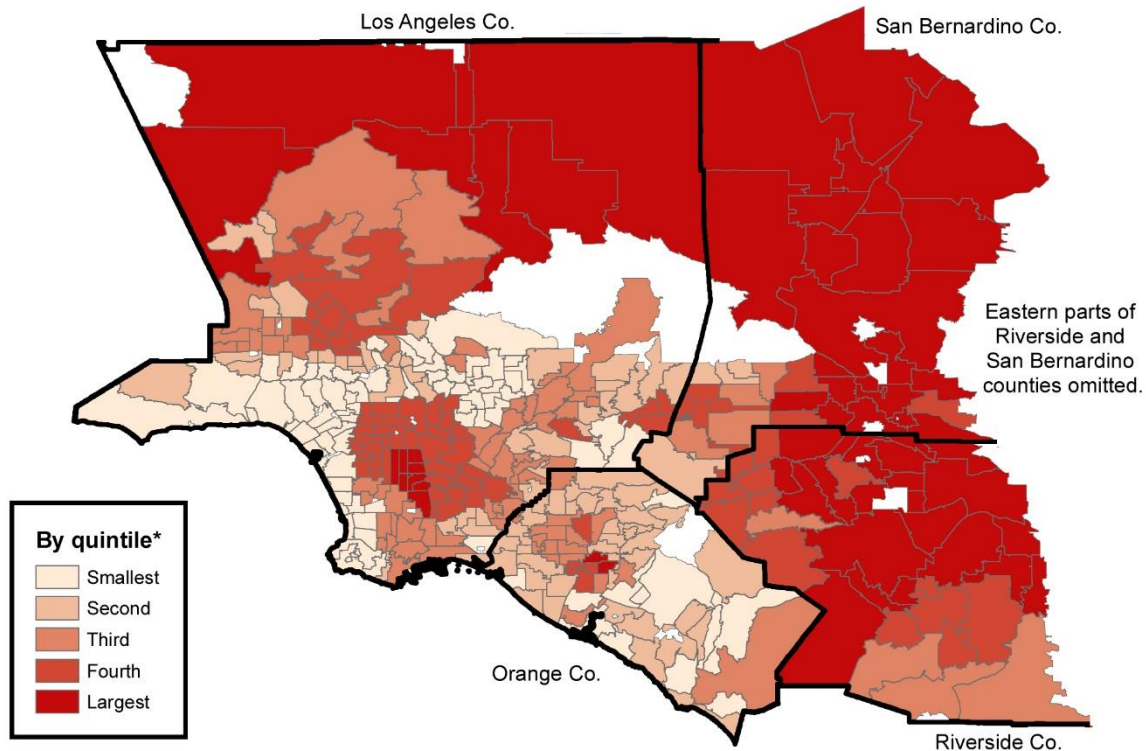 Los Angeles Co.
San Bernardino Co.
Eastern parts of
Riverside and
San Bernardino
counties omitted.
By quintile*
Smallest
Second
Third
Fourth
Largest
Orange Co.
Riverside Co.